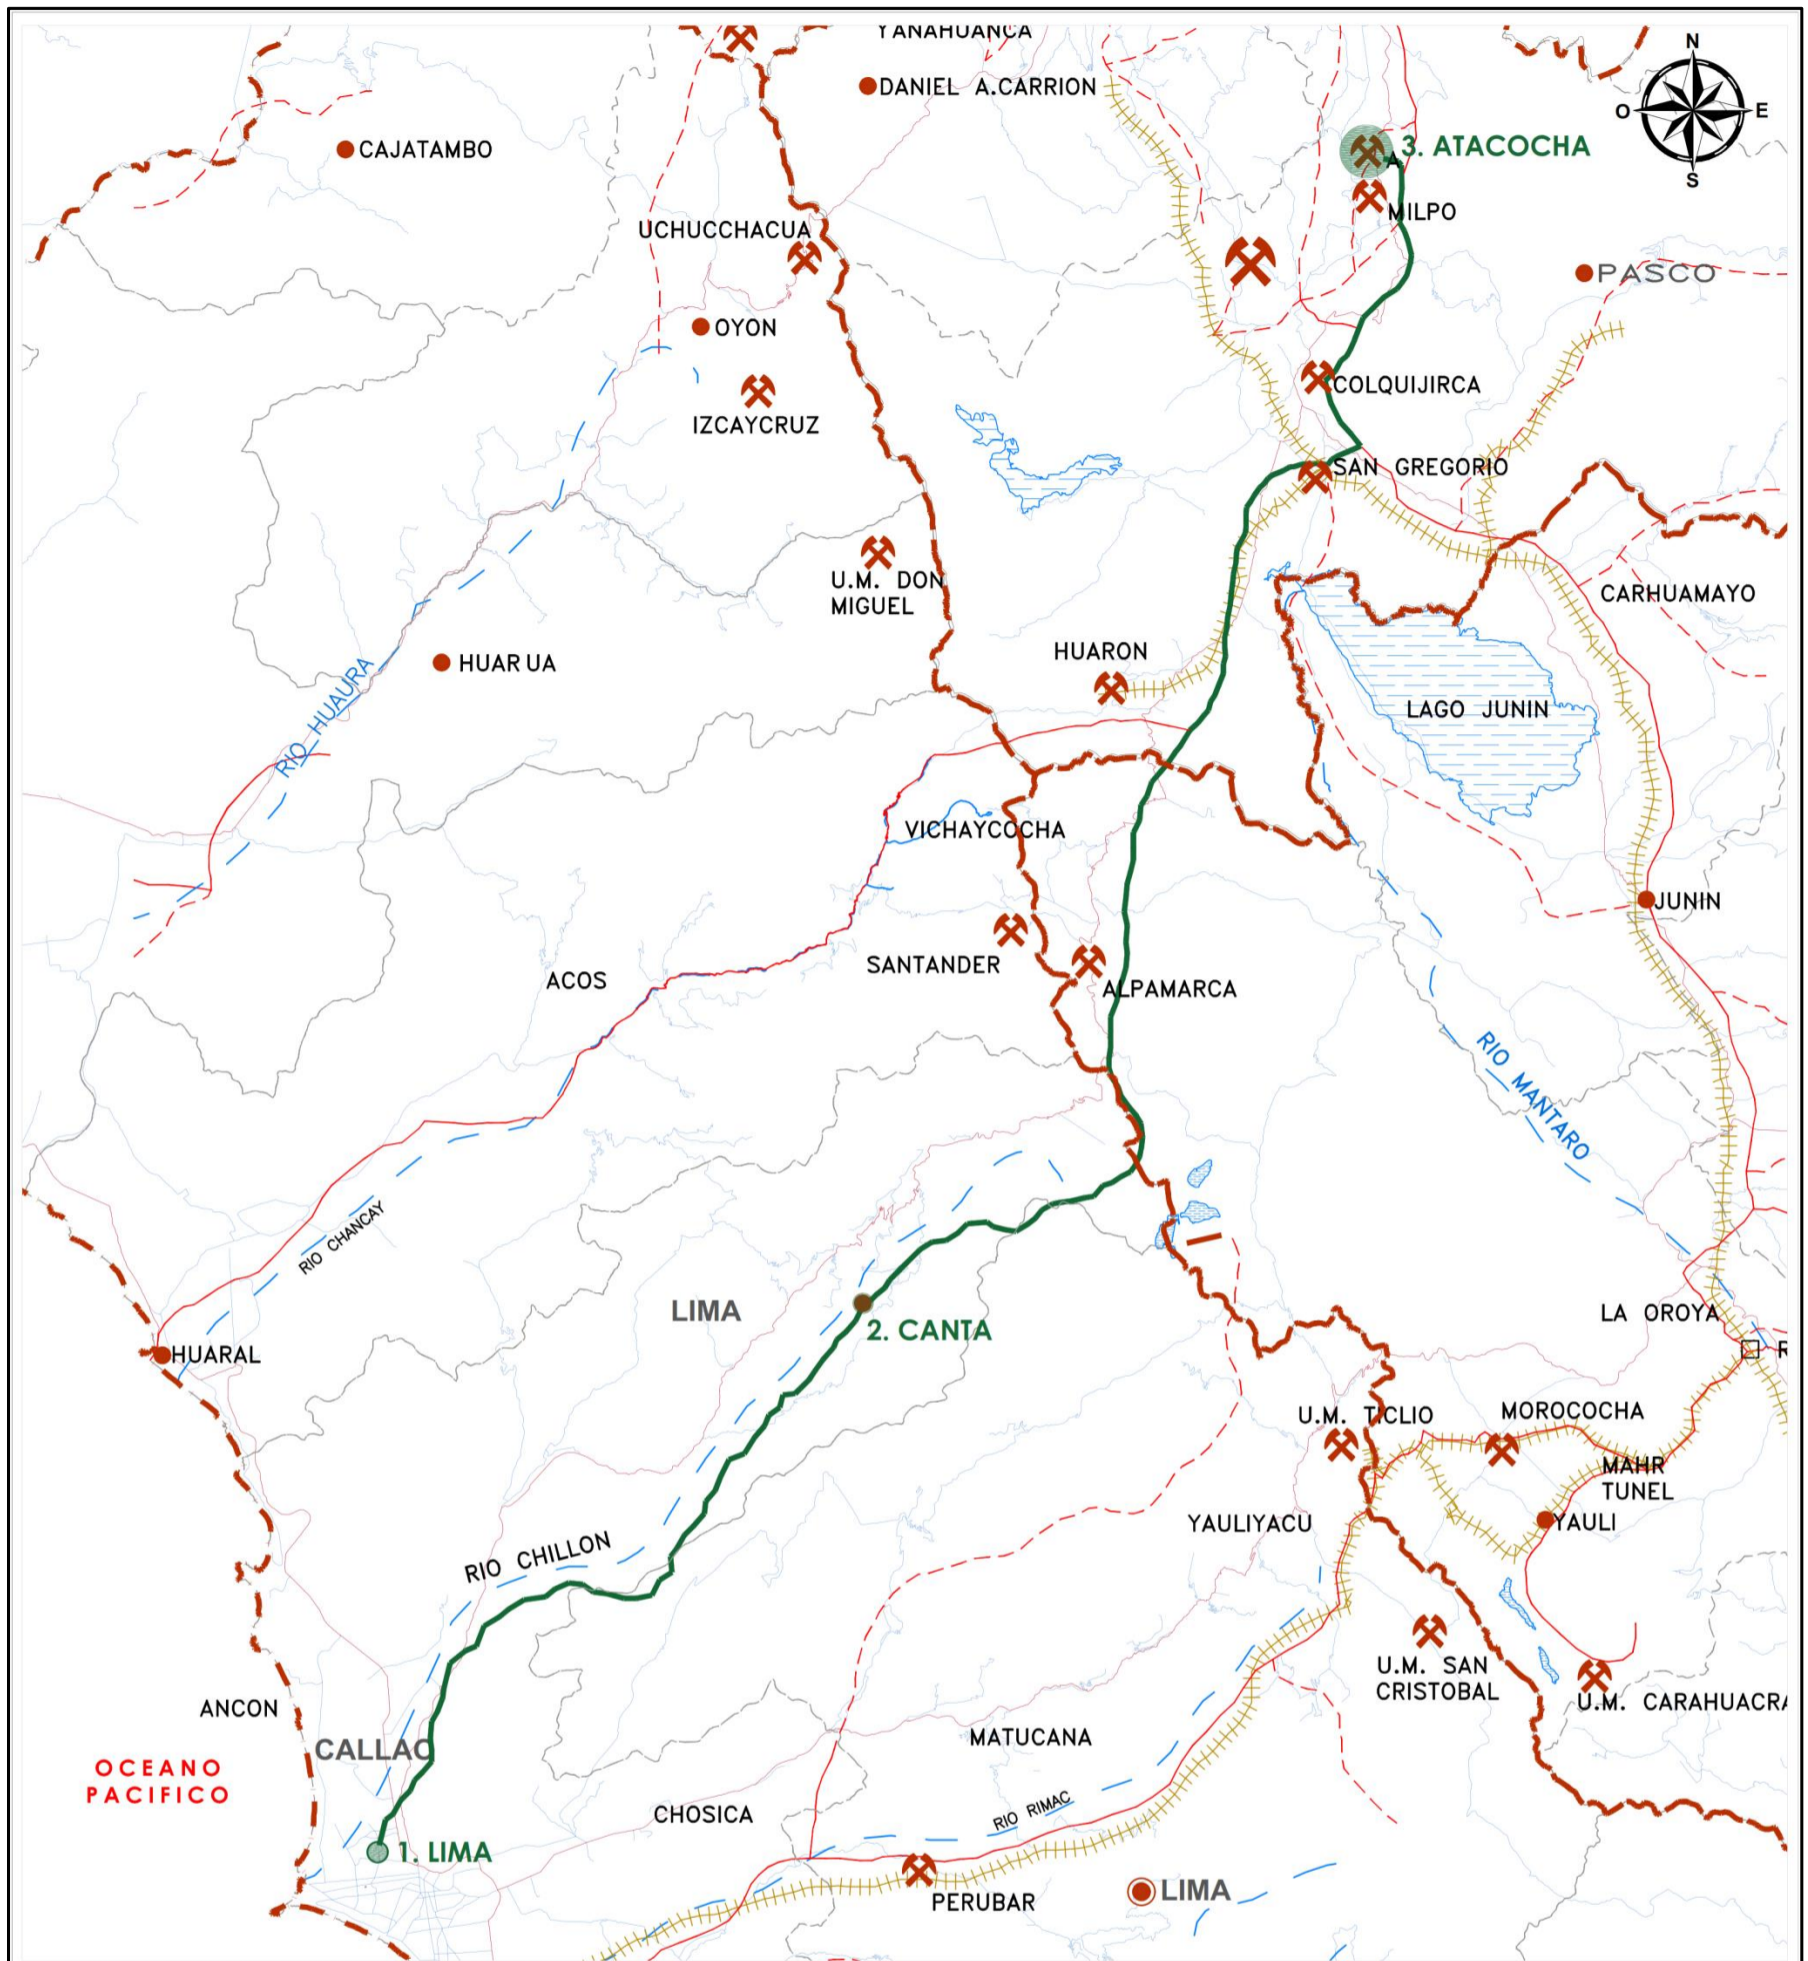 YANAHUANCA
N
DANIEL A.CARRION
O
E
CAJATAMBO
3. ATACOCHA
A
S
MILPO
UCHUCCHACUA
PASCO
OYON
COLQUIJIRCA
IZCAYCRUZ
SAN GREGORIO
U.M. DON
MIGUEL
CARHUAMAYO
HUARON
HUAR UA
RIO HUAURA
LAGO JUNIN
VICHAYCOCHA
JUNIN
SANTANDER
ACOS
ALPAMARCA
RIO MANTARO
RIO CHANCAY
LIMA
LA OROYA
2. CANTA
HUARAL
R
U.M. TICLIO
MOROCOCHA
MAHR
TUNEL
YAULIYACU
YAULI
RIO CHILLON
U.M. SAN
CRISTOBAL
U.M. CARAHUACRA
ANCON
MATUCANA
CALLAO
OCEANO
PACIFICO
CHOSICA
RIO RIMAC
1. LIMA
LIMA
PERUBAR